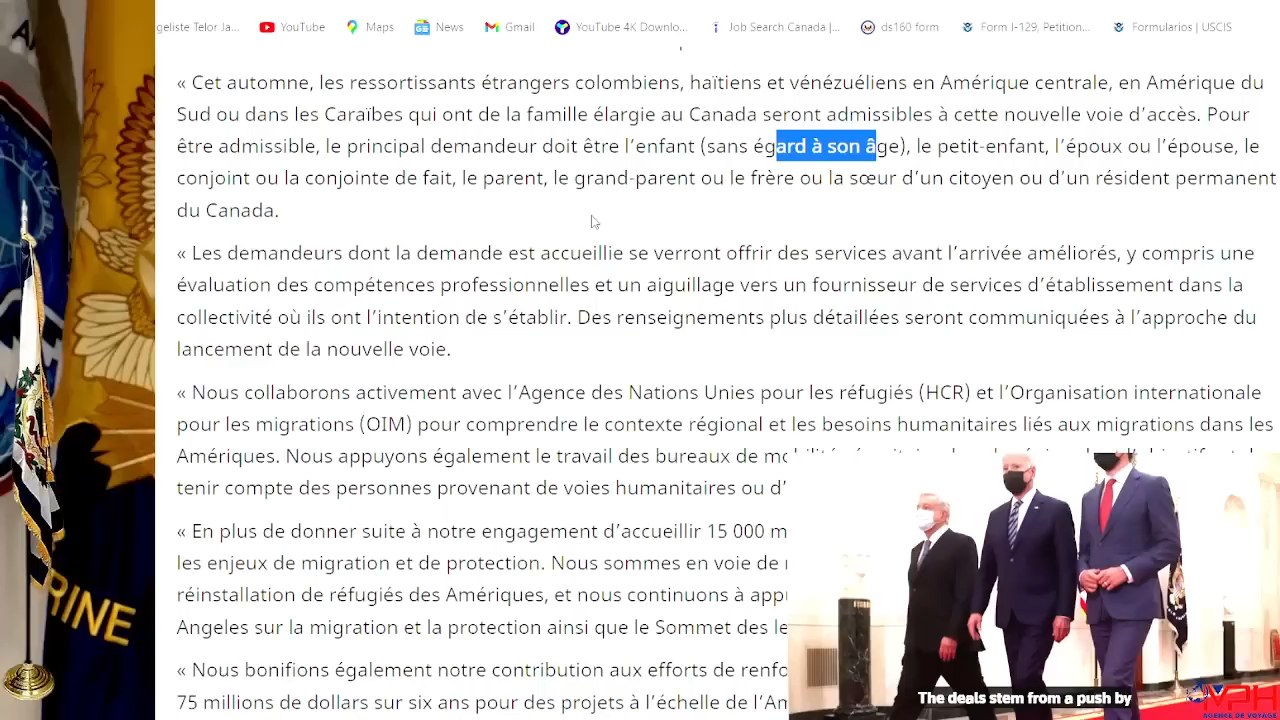 geliste Telor Ja... YouTube Maps News Gmail YouTube 4K Downlo... Job Search Canada |... ds160 form Form I-129, Petition... Formularios | USCIS
« Cet automne, les ressortissants étrangers colombiens, haïtiens et vénézuéliens en Amérique centrale, en Amérique du
Sud ou dans les Caraïbes qui ont de la famille élargie au Canada seront admissibles à cette nouvelle voie d’accès. Pour
être admissible, le principal demandeur doit être l’enfant (sans égard à son âge), le petit-enfant, l’époux ou l’épouse, le
conjoint ou la conjointe de fait, le parent, le grand-parent ou le frère ou la sœur d’un citoyen ou d’un résident permanent
du Canada.
« Les demandeurs dont la demande est accueillie se verront offrir des services avant l’arrivée améliorés, y compris une
évaluation des compétences professionnelles et un aiguillage vers un fournisseur de services d’établissement dans la
collectivité où ils ont l’intention de s’établir. Des renseignements plus détaillées seront communiquées à l’approche du
lancement de la nouvelle voie.
« Nous collaborons activement avec l’Agence des Nations Unies pour les réfugiés (HCR) et l’Organisation internationale
pour les migrations (OIM) pour comprendre le contexte régional et les besoins humanitaires liés aux migrations dans les
Amériques. Nous appuyons également le travail des bureaux de
tenir compte des personnes provenant de voies humanitaires ou d’
« En plus de donner suite à notre engagement d’accueillir 15 000 m
les enjeux de migration et de protection. Nous sommes en voie de
réinstallation de réfugiés des Amériques, et nous continuons à app
Angeles sur la migration et la protection ainsi que le Sommet des le
« Nous bonifions également notre contribution aux efforts de renfo
75 millions de dollars sur six ans pour des projets à l’échelle de l’Am
RINE
The deals stem from a push by
VPH
AGENCE DE VOYAGE